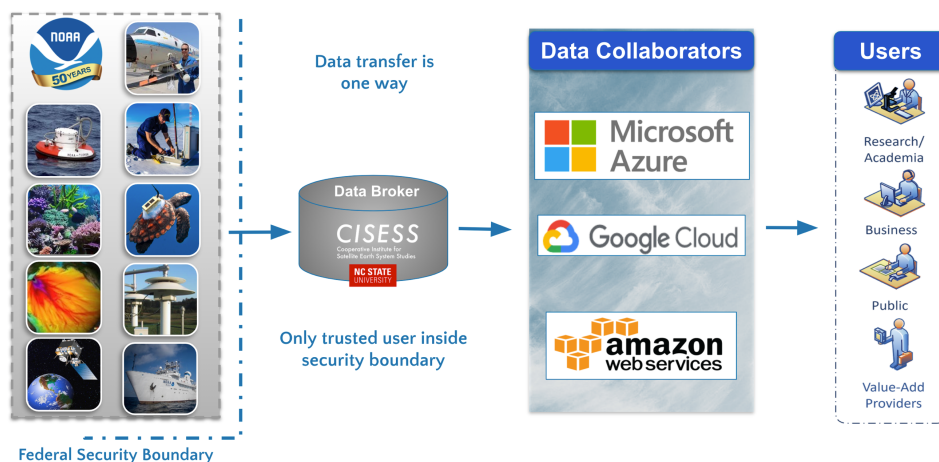 NOAA
50 YEARS
Federal Security Boundary
Data transfer is
one way
Data Broker
CISESS
Cooperative Institute for
Satellite Earth System Studies
NC STATE
UNIVERSITY
Only trusted user inside
security boundary
Data Collaborators
Microsoft
Azure
Google Cloud
amazon
webservices
Users
Research/
Academia
Business
Public
Value-Add
Providers